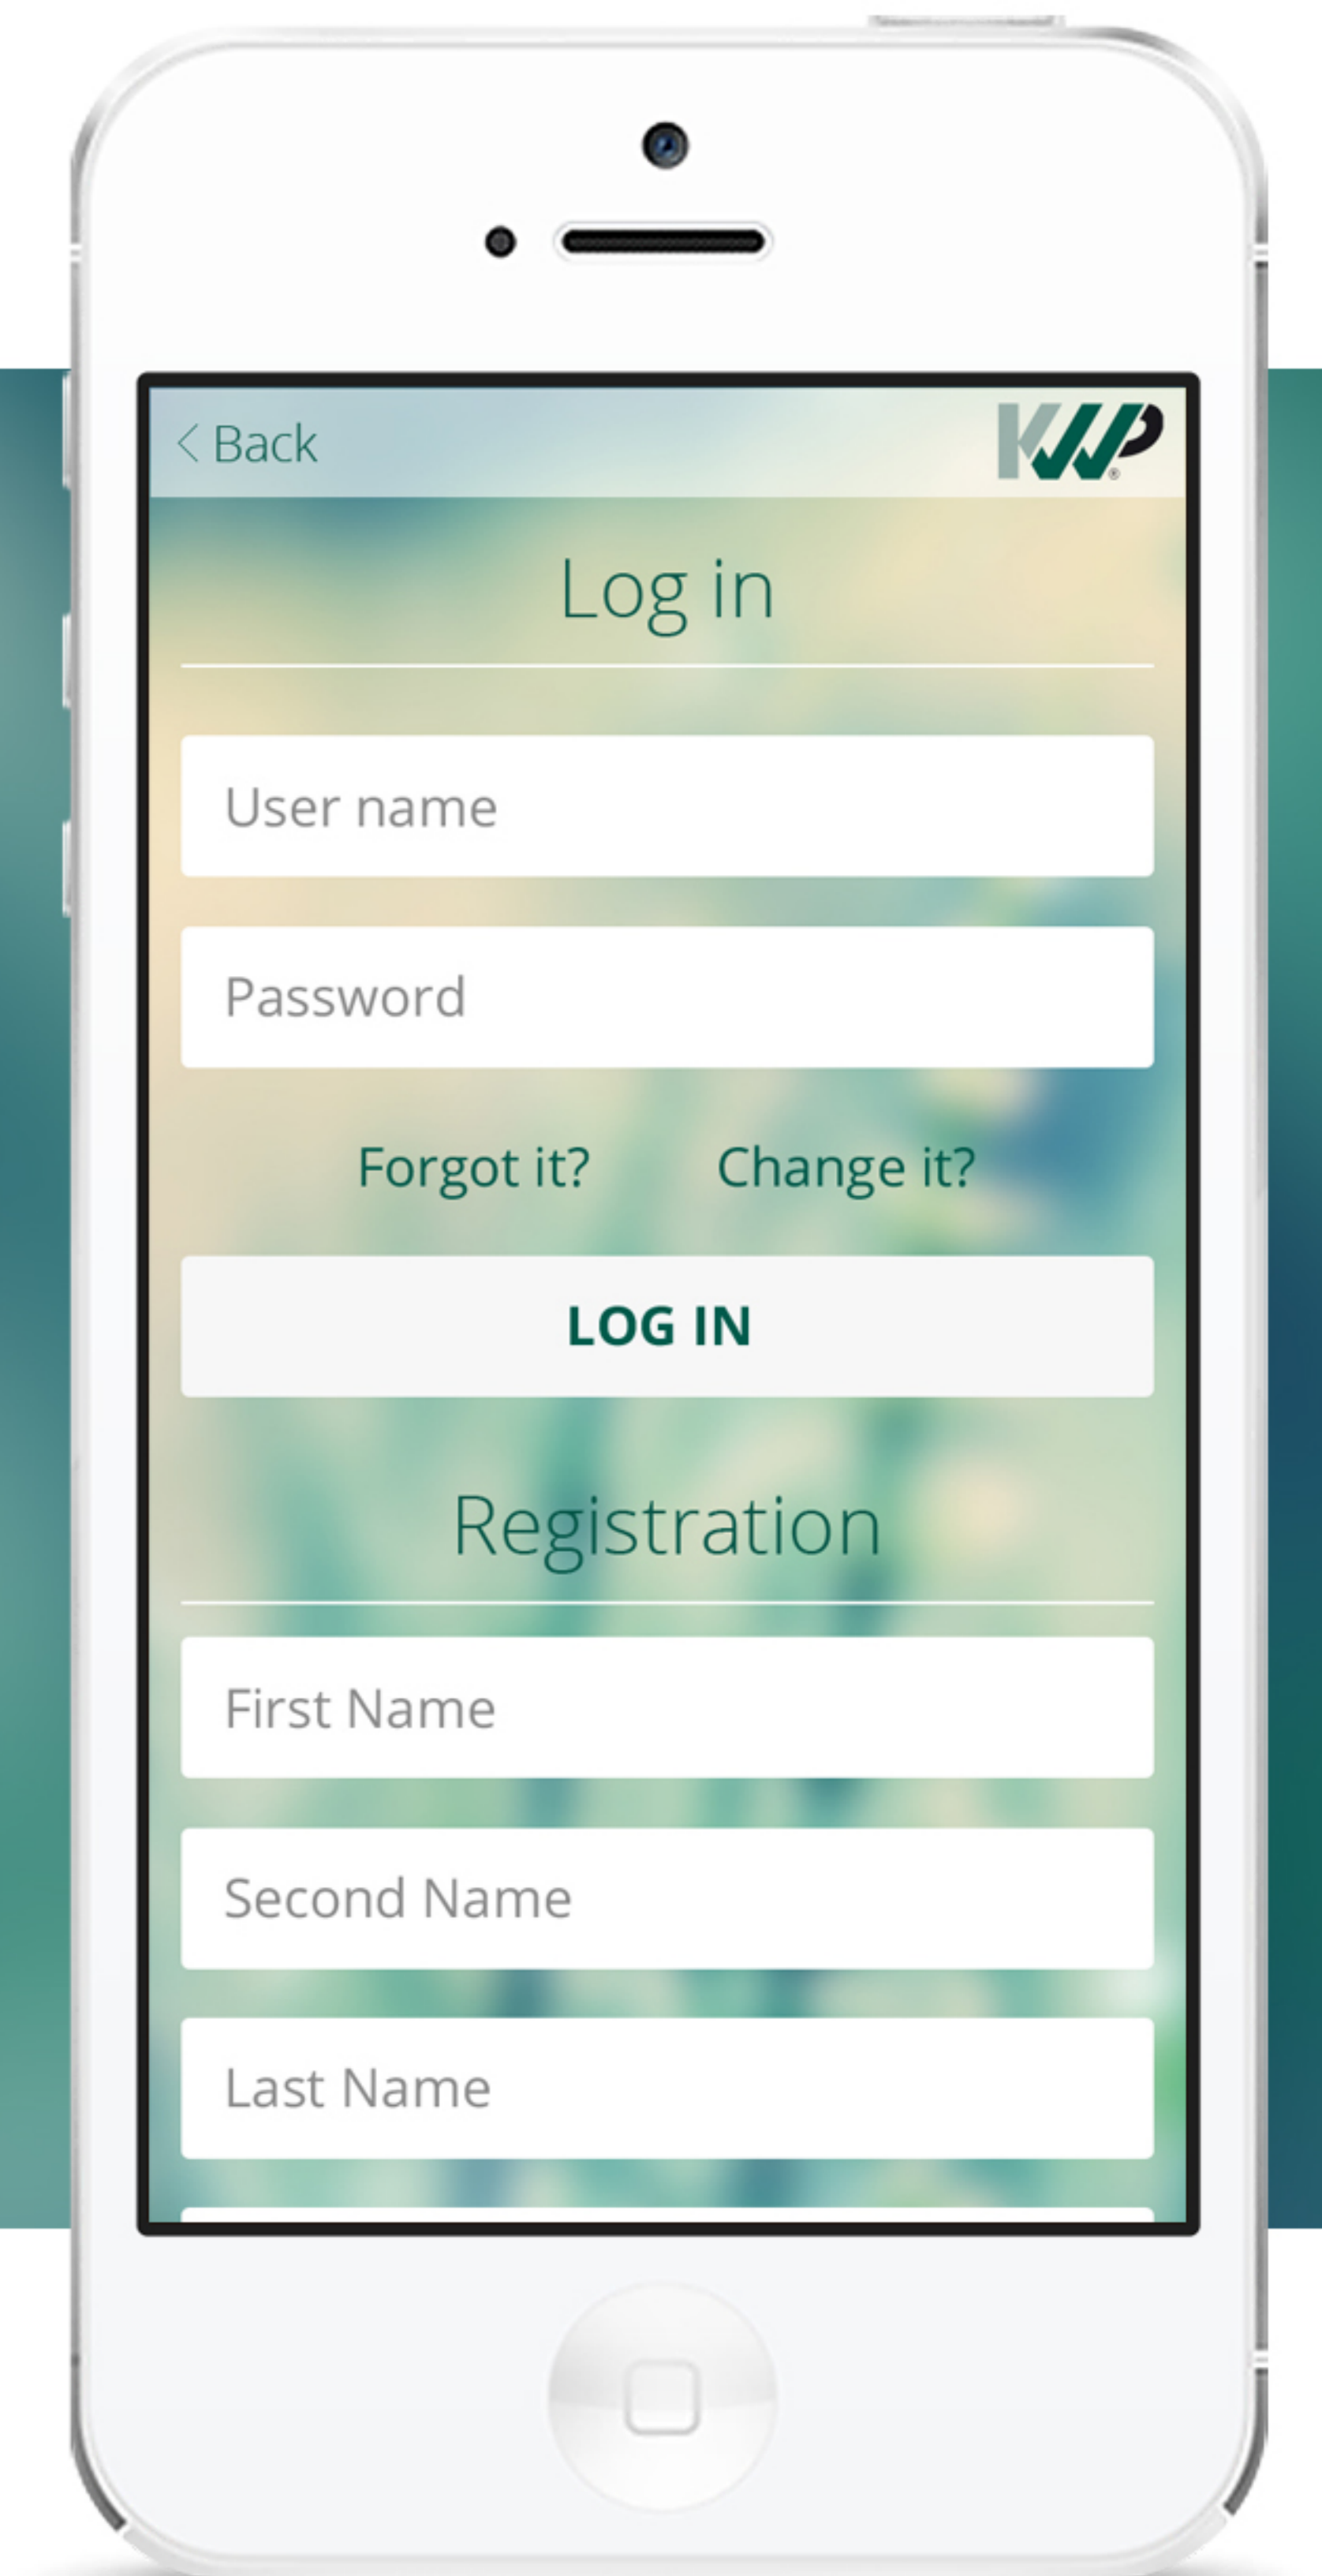 < Back
KWP®
Log in
User name
Password
Forgot it? Change it?
LOG IN
Registration
First Name
Second Name
Last Name